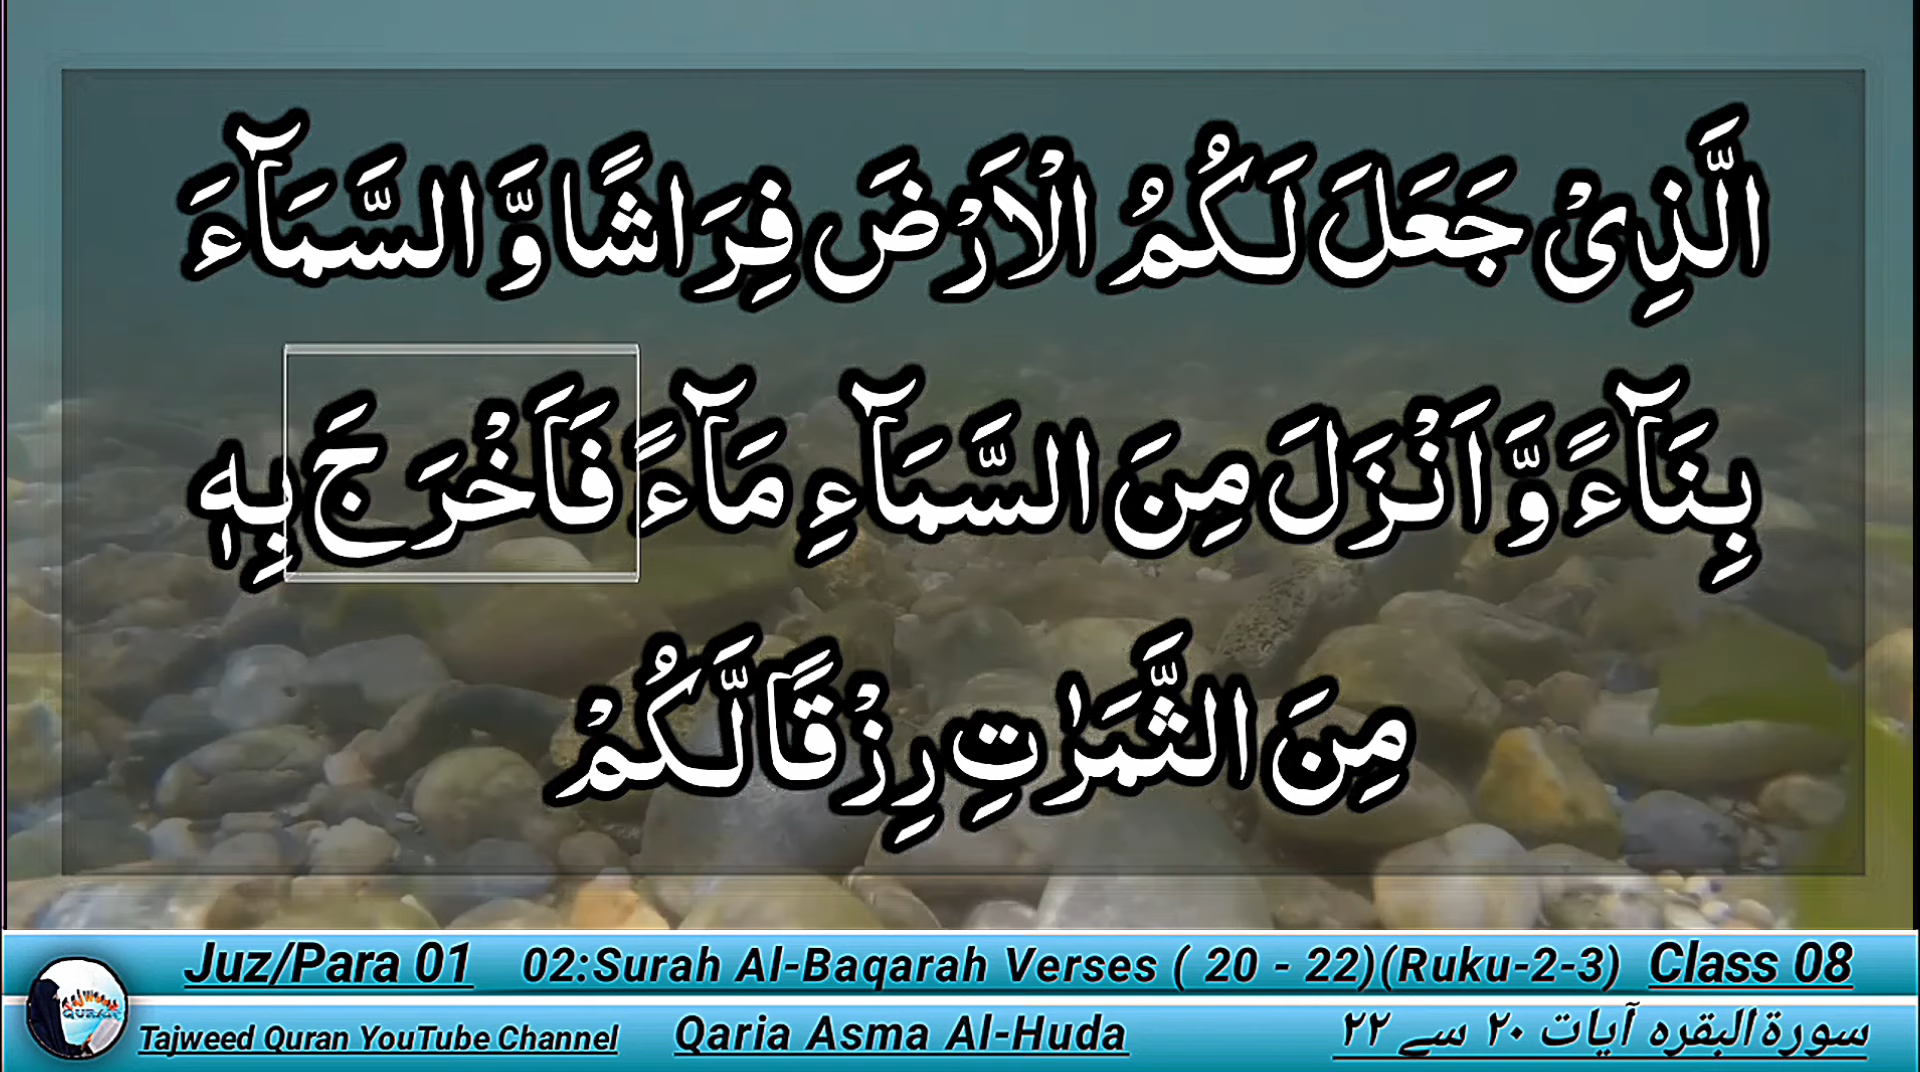 الَّذِىْ جَعَلَ لَكُمُ الْاَرْضَ فِرَاشًا وَّ السَّمَآءَ
بِنَآءً وَّ اَنْزَلَ مِنَ السَّمَآءِ مَآءً فَاَخْرَجَ بِهٖ
مِنَ الثَّمَرٰتِ رِزْقًا لَّكُمْ
Juz/Para 01 02:Surah Al-Baqarah Verses ( 20 - 22)(Ruku-2-3) Class 08
Tajweed QURAN
Tajweed Quran YouTube Channel Qaria Asma Al-Huda سورۃ البقرہ آیات ۲۰ سے ۲۲